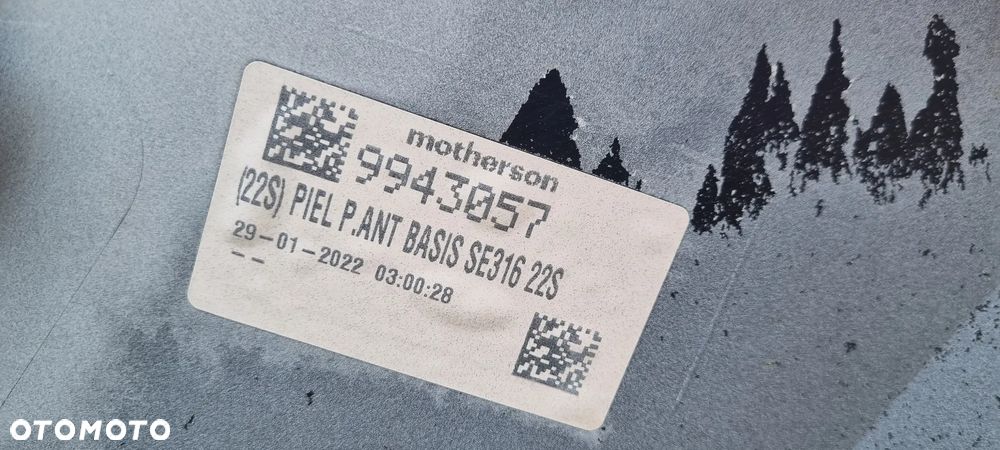 motherson
9943057
(22S) PIEL P.ANT BASIS SE316 22S
29-01-2022 03:00:28
--
OTOMOTO